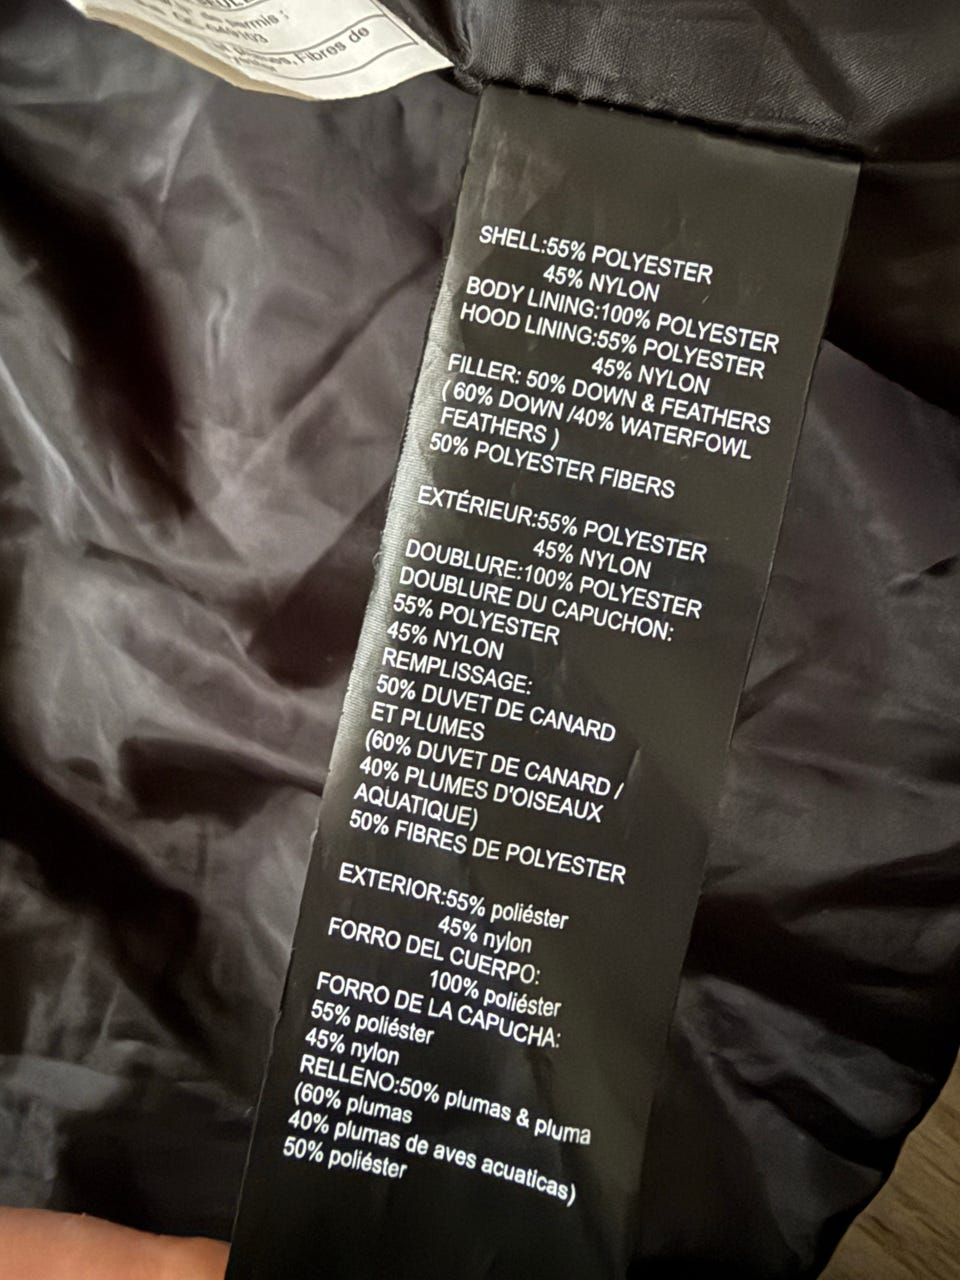 permis :
Fibres de
SHELL:55% POLYESTER
45% NYLON
BODY LINING:100% POLYESTER
HOOD LINING:55% POLYESTER
45% NYLON
FILLER: 50% DOWN & FEATHERS
( 60% DOWN /40% WATERFOWL
FEATHERS )
50% POLYESTER FIBERS
EXTÉRIEUR:55% POLYESTER
45% NYLON
DOUBLURE:100% POLYESTER
DOUBLURE DU CAPUCHON:
55% POLYESTER
45% NYLON
REMPLISSAGE:
50% DUVET DE CANARD
ET PLUMES
(60% DUVET DE CANARD /
40% PLUMES D'OISEAUX
AQUATIQUE)
50% FIBRES DE POLYESTER
EXTERIOR:55% poliéster
45% nylon
FORRO DEL CUERPO:
100% poliéster
FORRO DE LA CAPUCHA:
55% poliéster
45% nylon
RELLENO:50% plumas & pluma
(60% plumas
40% plumas de aves acuaticas)
50% poliéster